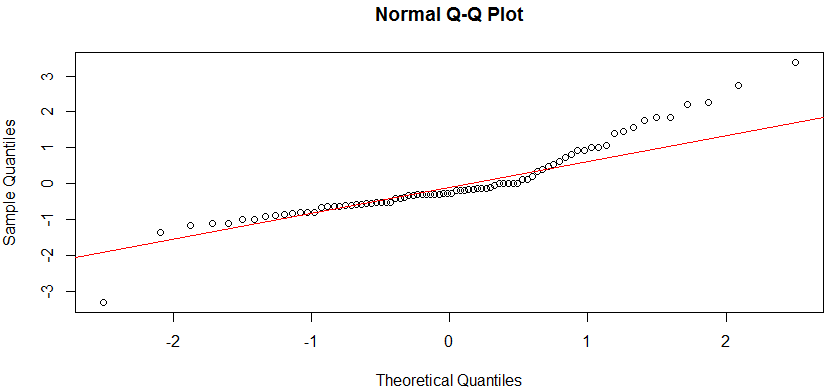 Normal Q-Q Plot
Sample Quantiles
3
2
1
0
-1
-2
-3
-2 -1 0 1 2
Theoretical Quantiles